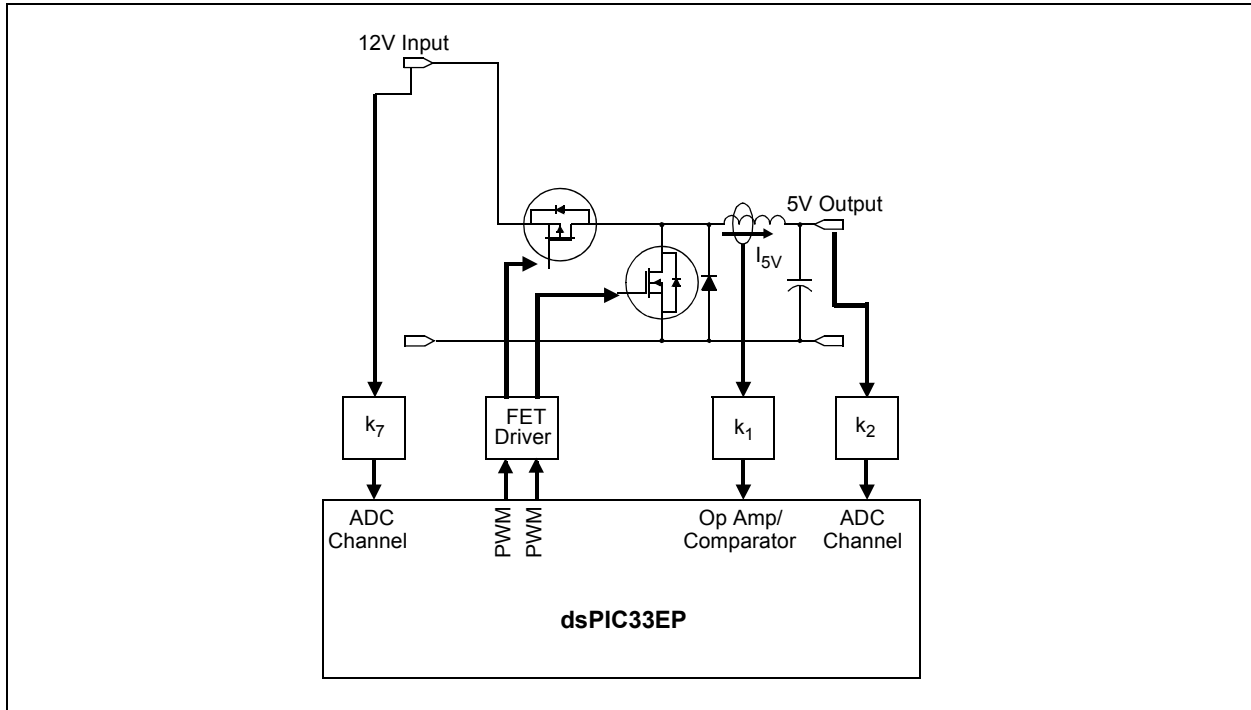 12V Input
5V Output
I5V
k7
FET
Driver
k1
k2
ADC
Channel
PWM
PWM
Op Amp/
Comparator
ADC
Channel
dsPIC33EP